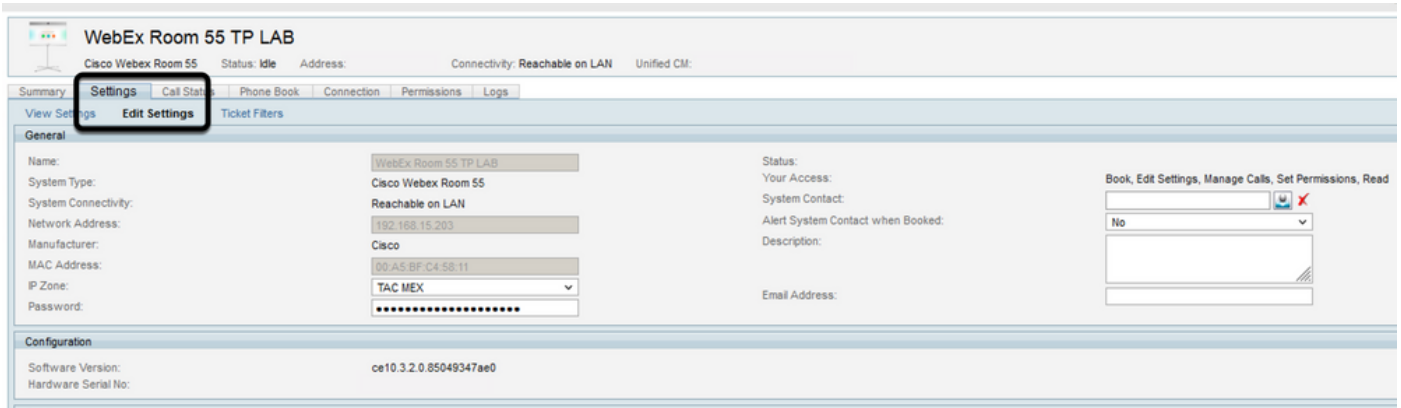 WebEx Room 55 TP LAB
Cisco Webex Room 55 Status: Idle Address: Connectivity: Reachable on LAN Unified CM:
Summary Settings Call Status Phone Book Connection Permissions Logs
View Settings Edit Settings Ticket Filters
General
Name: WebEx Room 55 TP LAB
System Type: Cisco Webex Room 55
System Connectivity: Reachable on LAN
Network Address: 192.168.15.203
Manufacturer: Cisco
MAC Address: 00:A5:BF:C4:58:11
IP Zone: TAC MEX
Password: ••••••••••••••••••••
Status:
Your Access: Book, Edit Settings, Manage Calls, Set Permissions, Read
System Contact:
Alert System Contact when Booked: No
Description:
Email Address:
Configuration
Software Version: ce10.3.2.0.85049347ae0
Hardware Serial No: